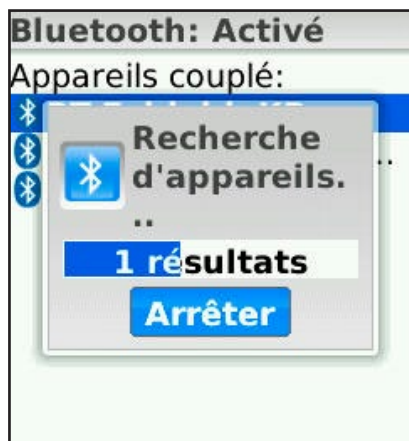 Bluetooth: Activé
Appareils couplé:
Recherche
d'appareils.
..
..
1 résultats
Arrêter